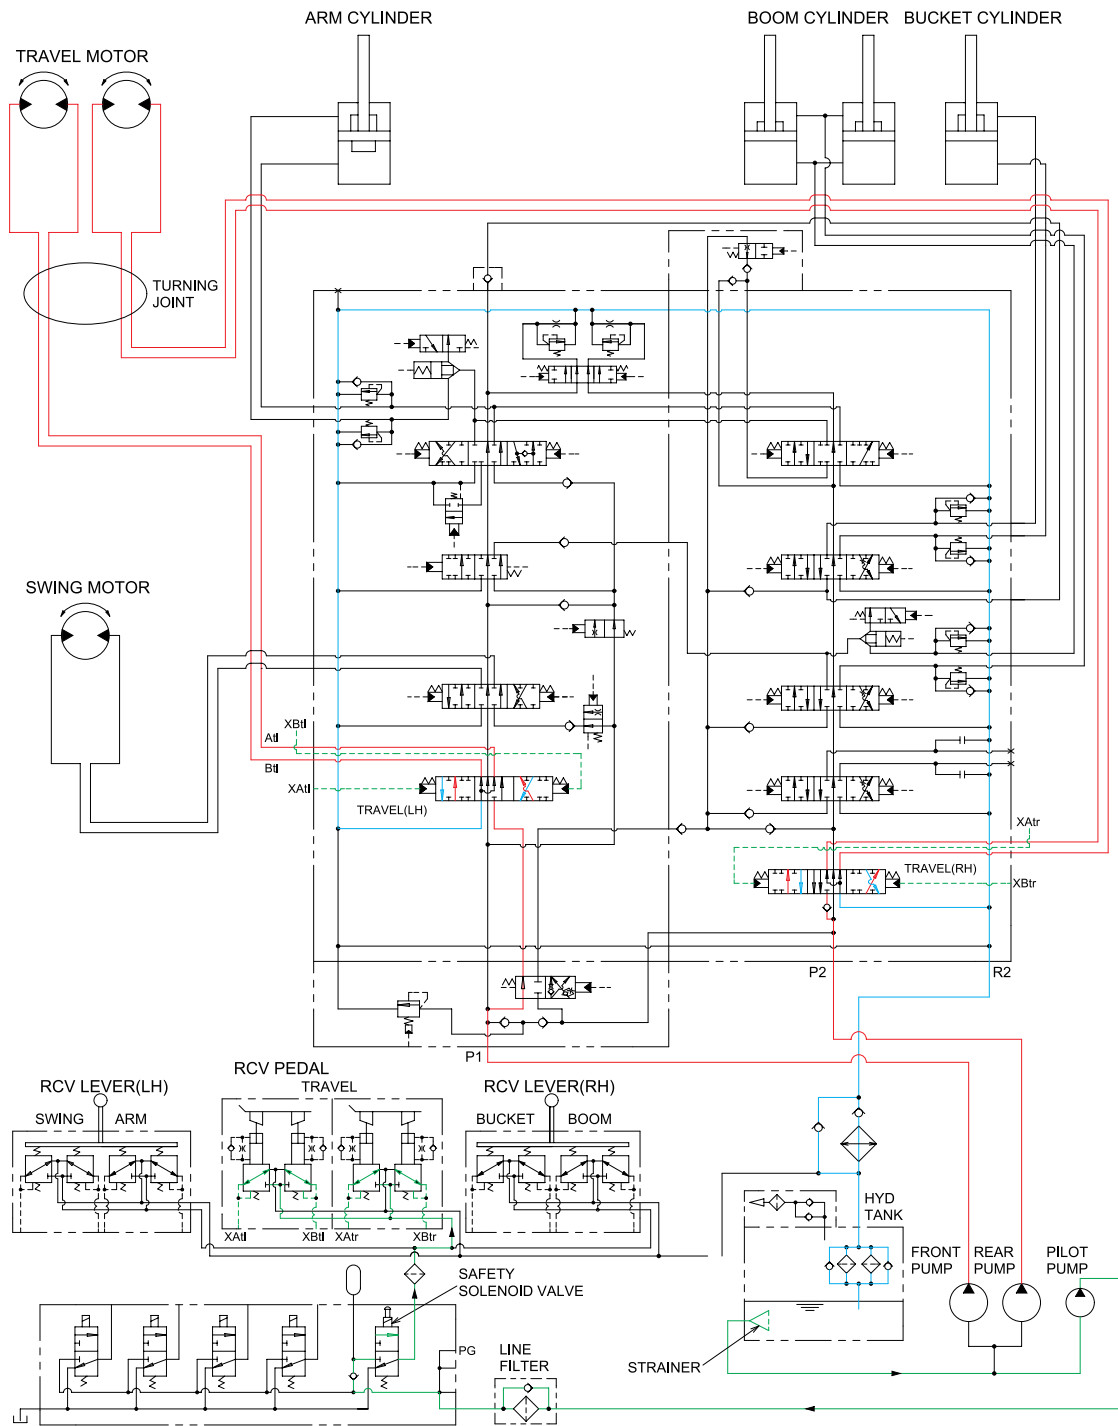 ARM CYLINDER
BOOM CYLINDER
BUCKET CYLINDER
TRAVEL MOTOR
TURNING
JOINT
SWING MOTOR
XBtl
Atl
Btl
XAtl
TRAVEL(LH)
XAtr
TRAVEL(RH)
XBtr
P2
R2
P1
RCV LEVER(LH)
SWING
ARM
RCV PEDAL
TRAVEL
RCV LEVER(RH)
BUCKET
BOOM
XAtl
XBtl
XAtr
XBtr
HYD
TANK
FRONT
PUMP
REAR
PUMP
PILOT
PUMP
SAFETY
SOLENOID VALVE
PG
LINE
FILTER
STRAINER